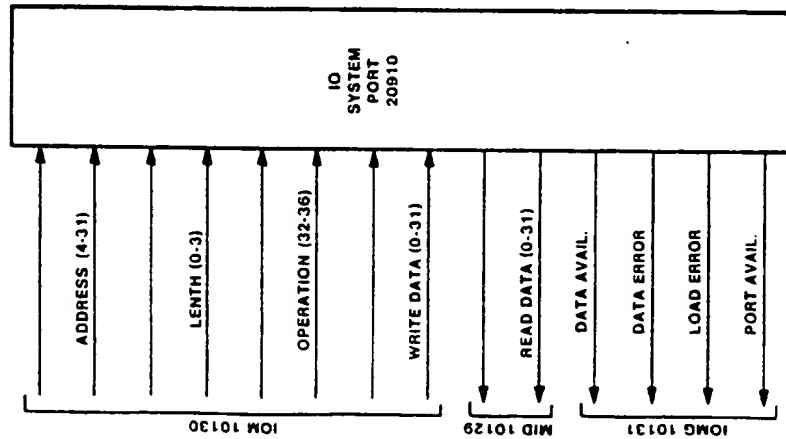 IO
SYSTEM
PORT
20910
ADDRESS (4-31)
LENTH (0-3)
OPERATION (32-36)
WRITE DATA (0-31)
READ DATA (0-31)
DATA AVAIL.
DATA ERROR
LOAD ERROR
PORT AVAIL.
IOM 10130
MID 10129
IOMG 10131